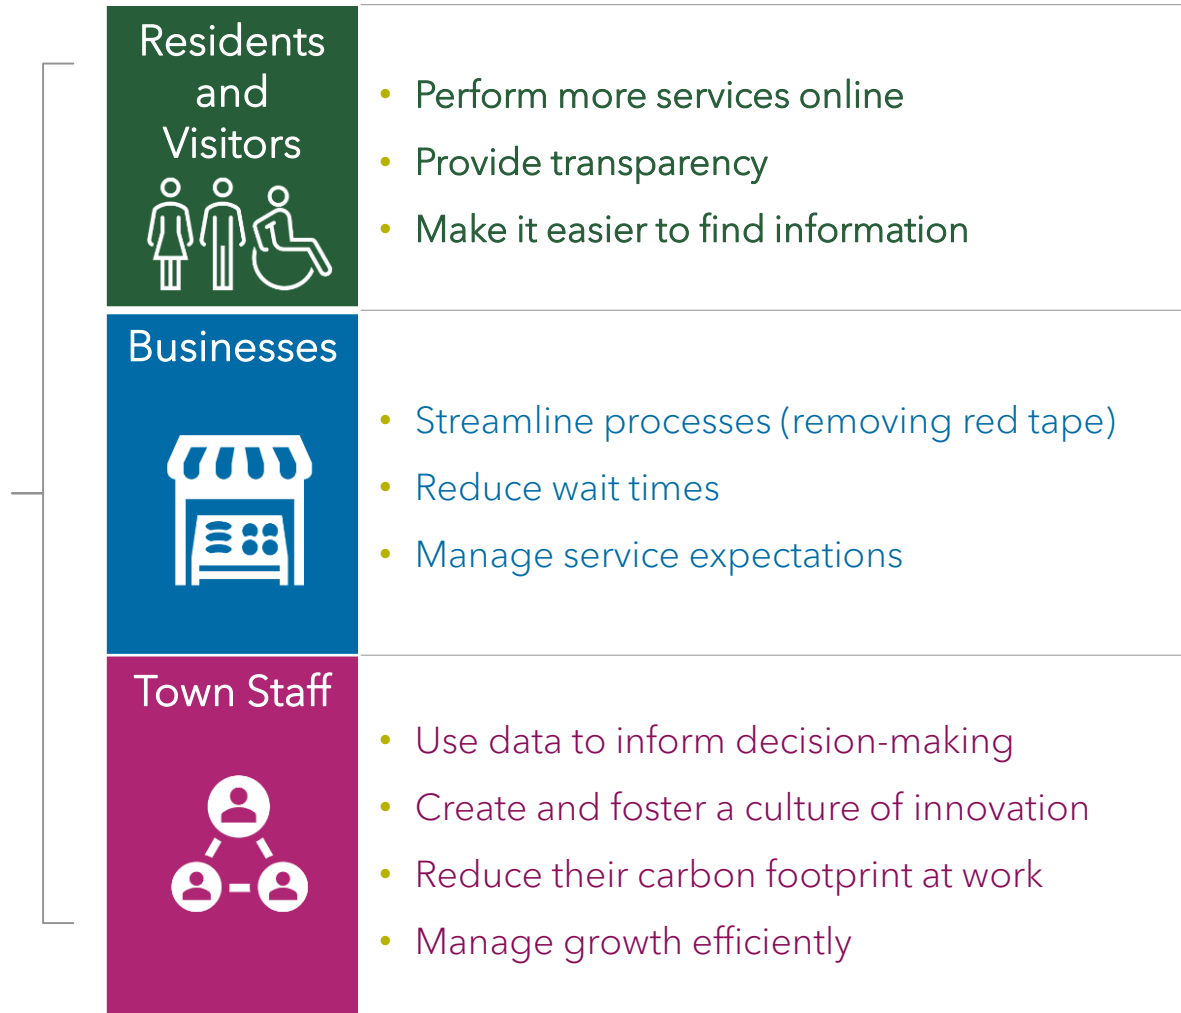 Residents
and
Visitors
• Perform more services online
• Provide transparency
• Make it easier to find information
Businesses
• Streamline processes (removing red tape)
• Reduce wait times
• Manage service expectations
Town Staff
• Use data to inform decision-making
• Create and foster a culture of innovation
• Reduce their carbon footprint at work
• Manage growth efficiently